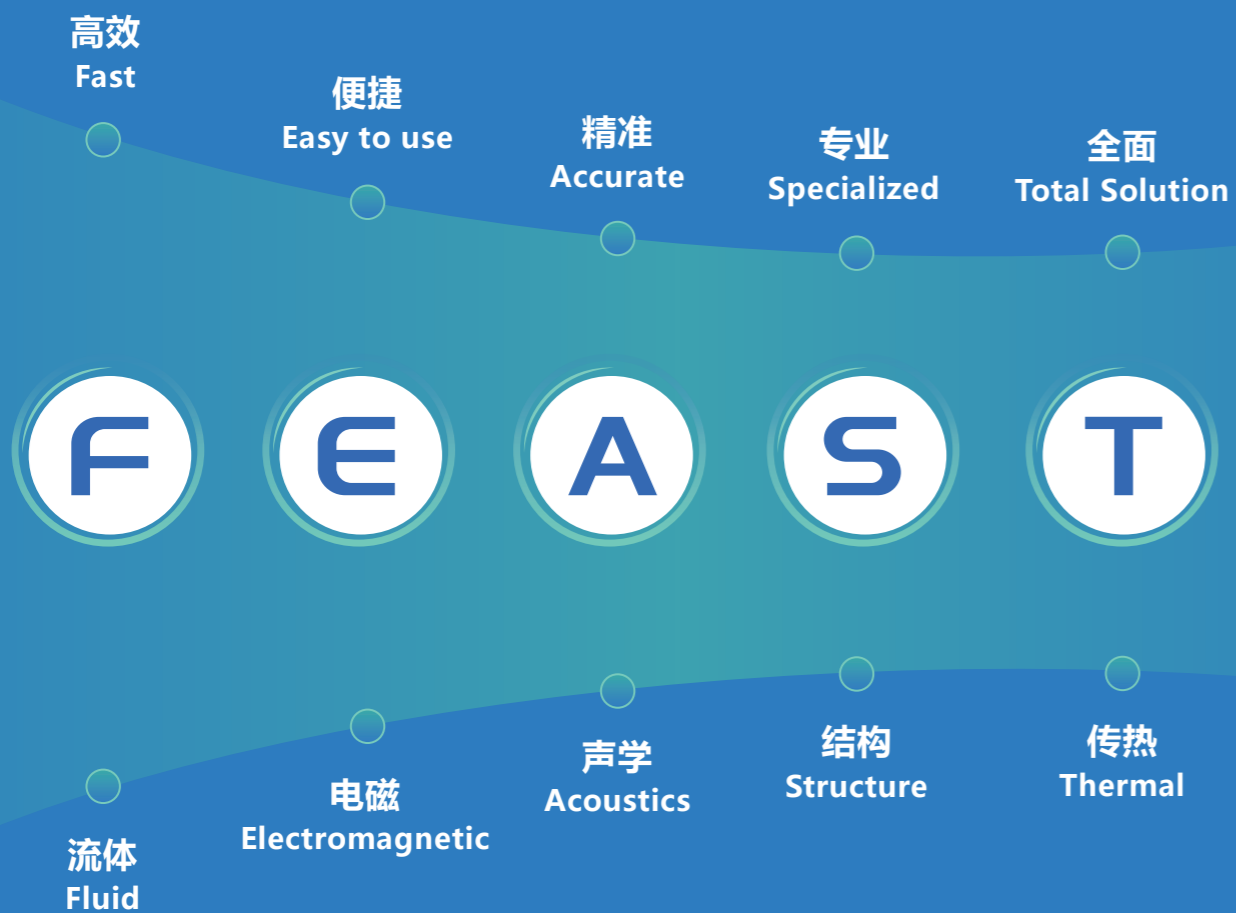 高效
Fast
便捷
Easy to use
精准
Accurate
专业
Specialized
全面
Total Solution
F E A S T
流体
Fluid
电磁
Electromagnetic
声学
Acoustics
结构
Structure
传热
Thermal